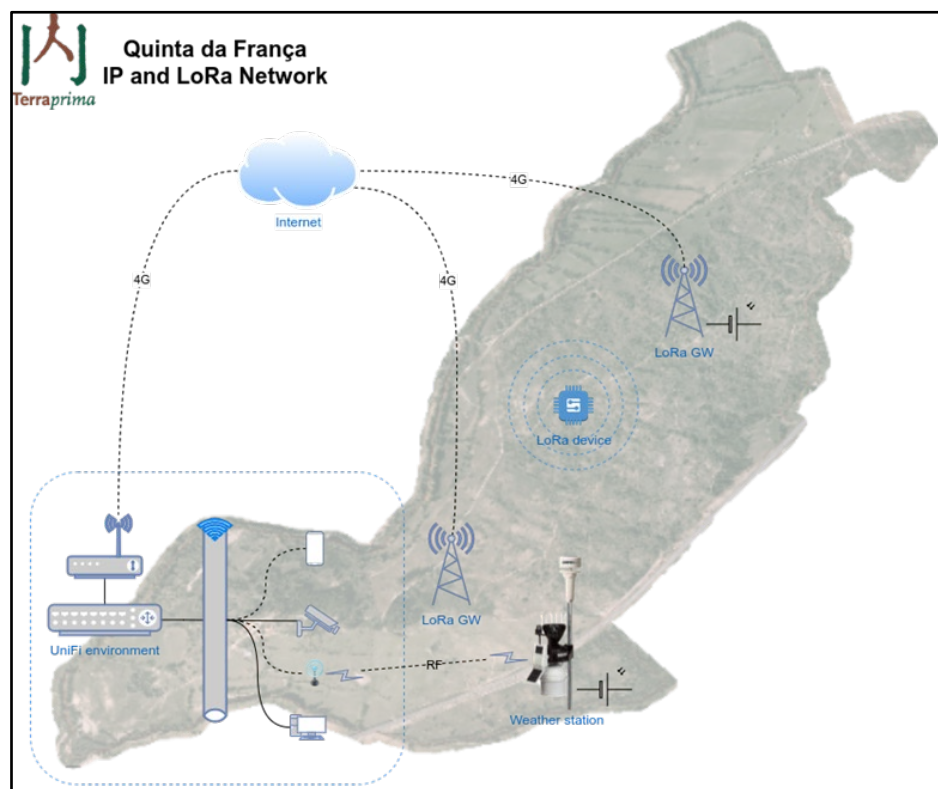 Quinta da França
IP and LoRa Network
Terraprima
Internet
4G
4G
4G
LoRa GW
LoRa device
LoRa GW
UniFi environment
RF
Weather station